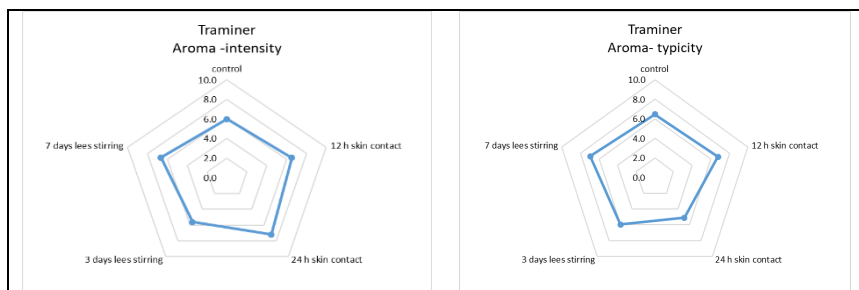 Traminer
Aroma -intensity
control
10.0
8.0
6.0
4.0
2.0
0.0
7 days lees stirring
12 h skin contact
3 days lees stirring
24 h skin contact
Traminer
Aroma- typicity
control
10.0
8.0
6.0
4.0
2.0
0.0
7 days lees stirring
12 h skin contact
3 days lees stirring
24 h skin contact